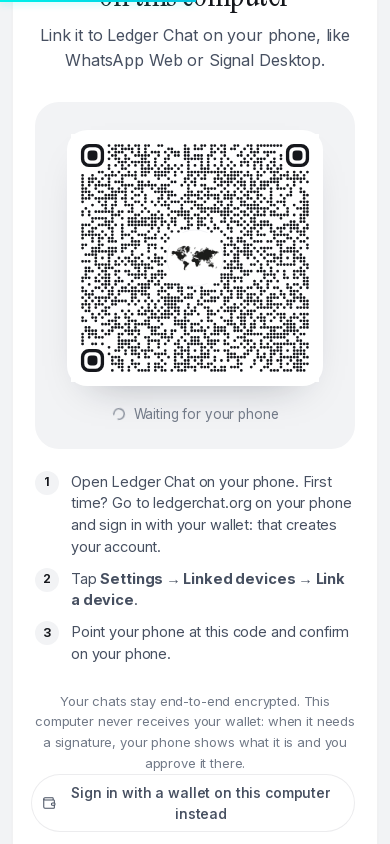 on this computer
Link it to Ledger Chat on your phone, like
WhatsApp Web or Signal Desktop.
Waiting for your phone
1 Open Ledger Chat on your phone. First
time? Go to ledgerchat.org on your phone
and sign in with your wallet: that creates
your account.
2 Tap Settings → Linked devices → Link
a device.
3 Point your phone at this code and confirm
on your phone.
Your chats stay end-to-end encrypted. This
computer never receives your wallet: when it needs
a signature, your phone shows what it is and you
approve it there.
Sign in with a wallet on this computer
instead